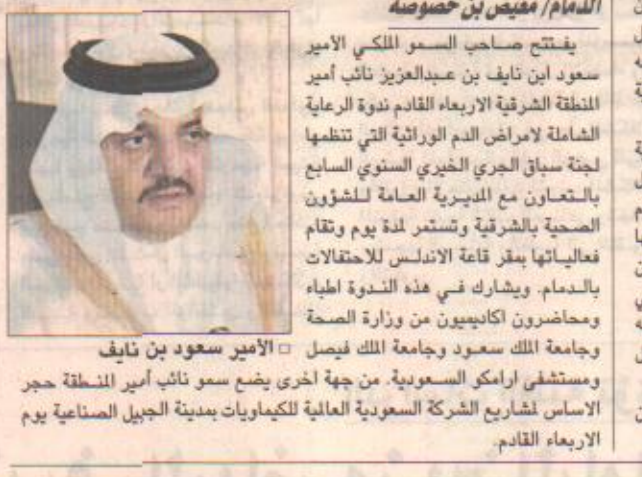 الدمام/ معيض بن خصوصه
يفتتح صاحب السمو الملكي الأمير
سعود ابن نايف بن عبدالعزيز نائب أمير
المنطقة الشرقية الاربعاء القادم ندوة الرعاية
الشاملة لامراض الدم الوراثية التي تنظمها
لجنة سباق الجري الخيري السنوي السابع
بالتعاون مع المديرية العامة للشؤون
الصحية بالشرقية وتستمر لمدة يوم وتقام
فعالياتها بمقر قاعة الاندلس للاحتفالات
بالدمام. ويشارك في هذه الندوة اطباء
ومحاضرون اكاديميون من وزارة الصحة
وجامعة الملك سعود وجامعة الملك فيصل
□ الأمير سعود بن نايف
ومستشفى ارامكو السعودية. من جهة اخرى يضع سمو نائب أمير المنطقة حجر
الاساس لمشاريع الشركة السعودية العالمية للكيماويات بمدينة الجبيل الصناعية يوم
الاربعاء القادم.